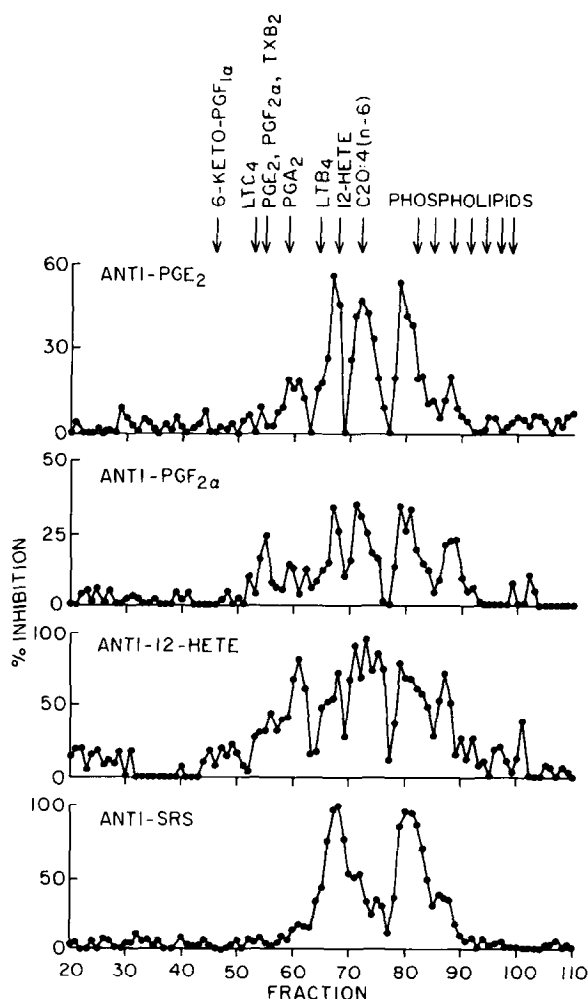 6-KETO-PGF1α
LTC4
PGE2, PGF2α, TXB2
PGA2
LTB4
12-HETE
C20:4(n-6)
PHOSPHOLIPIDS
% INHIBITION
60
30
0
ANTI-PGE2
50
25
0
ANTI-PGF2α
100
50
0
ANTI-12-HETE
100
50
0
ANTI-SRS
20 30 40 50 60 70 80 90 100 110
FRACTION